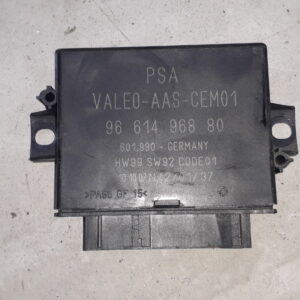 PSA
VALEO-AAS-CEM01
96 614 968 80
601,990 - GERMANY
HW99 SW92 CODE01
>PA66 GF 15<